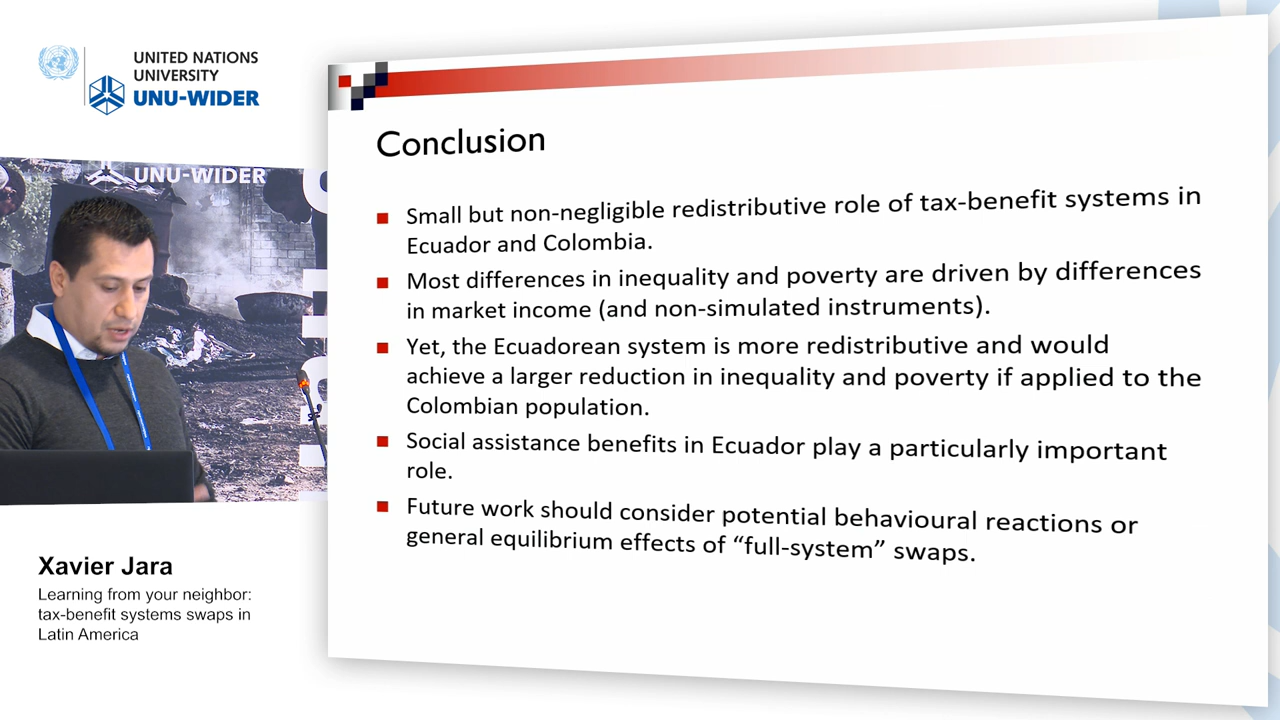 UNITED NATIONS
UNIVERSITY
UNU-WIDER
UNU-WIDER
Xavier Jara
Learning from your neighbor:
tax-benefit systems swaps in
Latin America
Conclusion
Small but non-negligible redistributive role of tax-benefit systems in
Ecuador and Colombia.
Most differences in inequality and poverty are driven by differences
in market income (and non-simulated instruments).
Yet, the Ecuadorean system is more redistributive and would
achieve a larger reduction in inequality and poverty if applied to the
Colombian population.
Social assistance benefits in Ecuador play a particularly important
role.
Future work should consider potential behavioural reactions or
general equilibrium effects of “full-system” swaps.